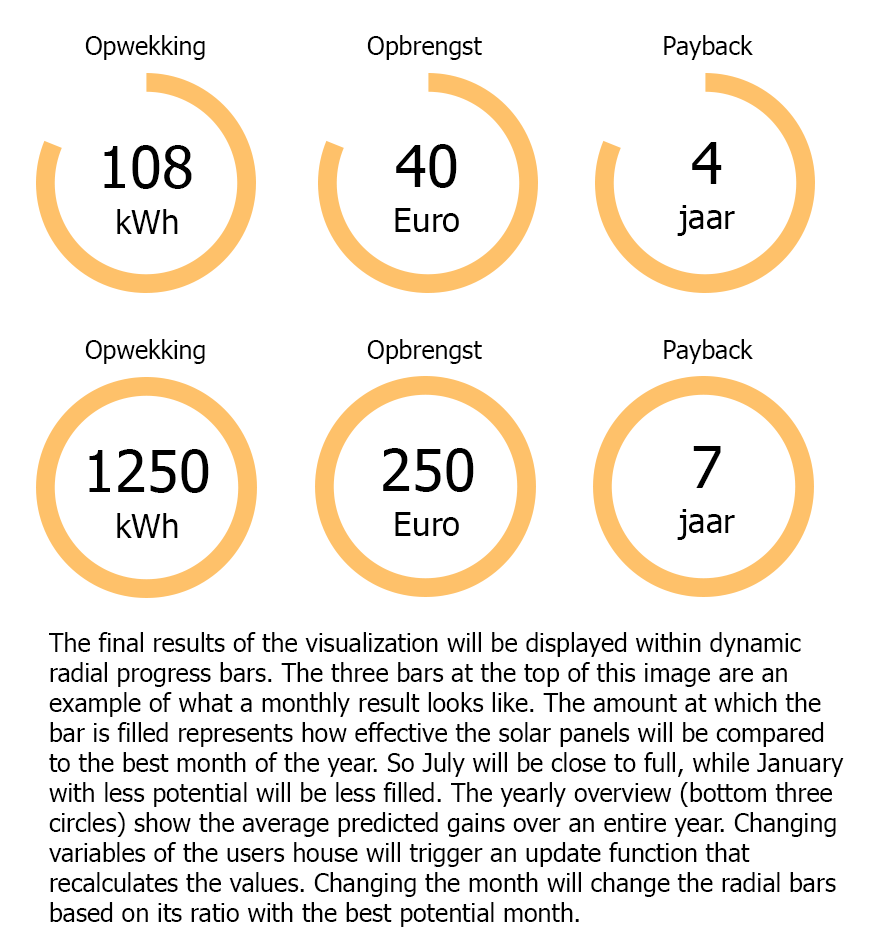 Opwekking
Opbrengst
Payback
108
kWh
40
Euro
4
jaar
Opwekking
Opbrengst
Payback
1250
kWh
250
Euro
7
jaar
The final results of the visualization will be displayed within dynamic
radial progress bars. The three bars at the top of this image are an
example of what a monthly result looks like. The amount at which the
bar is filled represents how effective the solar panels will be compared
to the best month of the year. So July will be close to full, while January
with less potential will be less filled. The yearly overview (bottom three
circles) show the average predicted gains over an entire year. Changing
variables of the users house will trigger an update function that
recalculates the values. Changing the month will change the radial bars
based on its ratio with the best potential month.